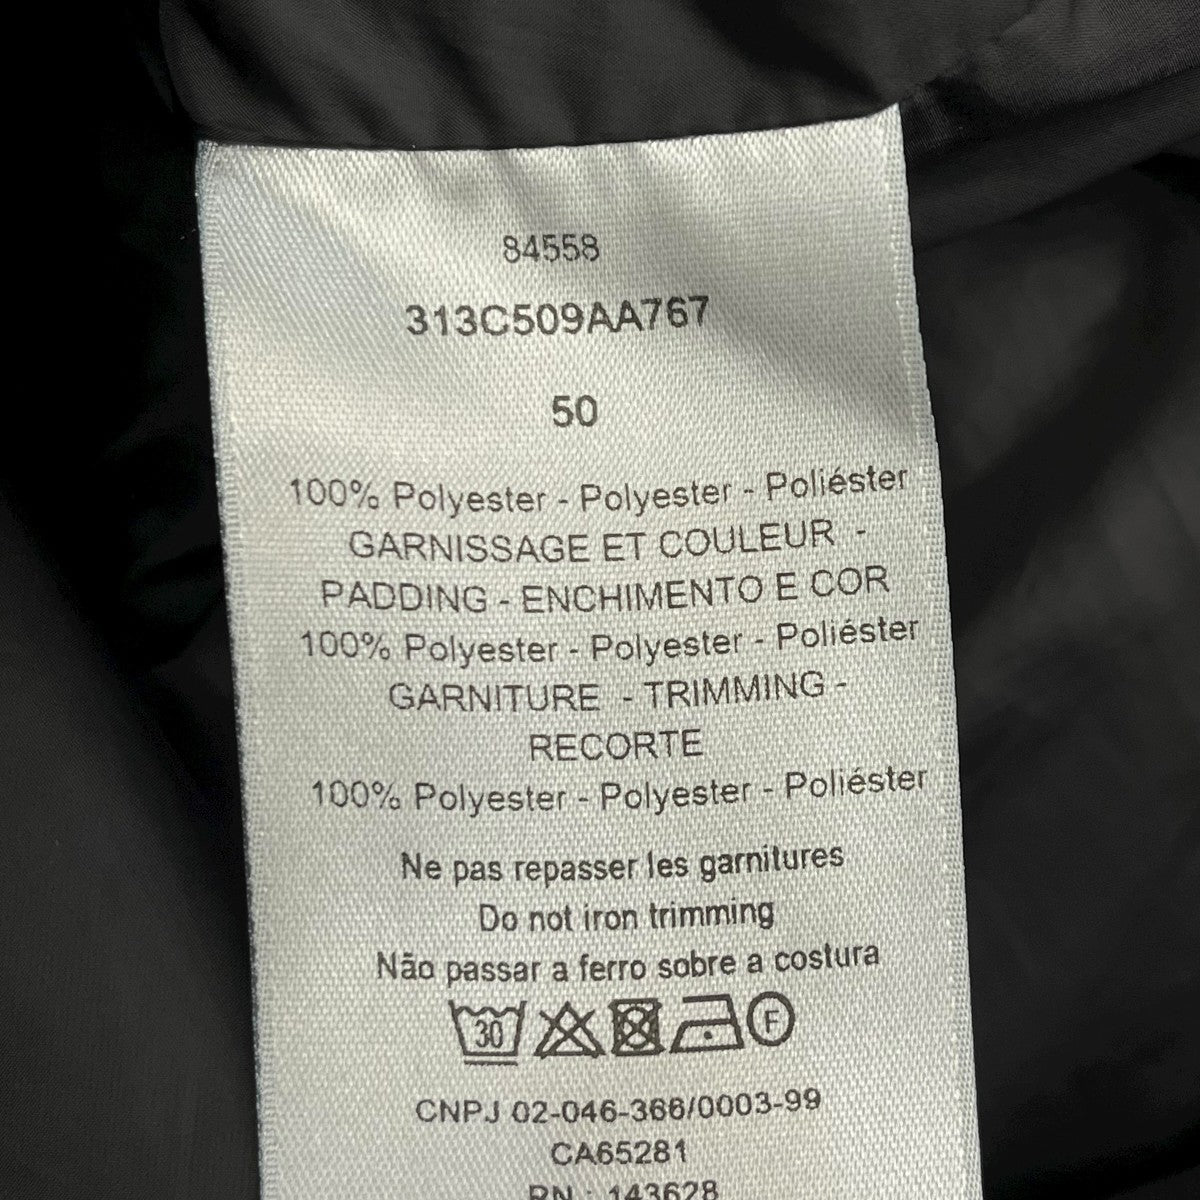 84558
313C509AA767
50
100% Polyester - Polyester - Poliéster
GARNISSAGE ET COULEUR -
PADDING - ENCHIMENTO E COR
100% Polyester - Polyester - Poliéster
GARNITURE - TRIMMING -
RECORTE
100% Polyester - Polyester - Poliéster
Ne pas repasser les garnitures
Do not iron trimming
Não passar a ferro sobre a costura
30 F
CNPJ 02-046-366/0003-99
CA65281
RN : 143628